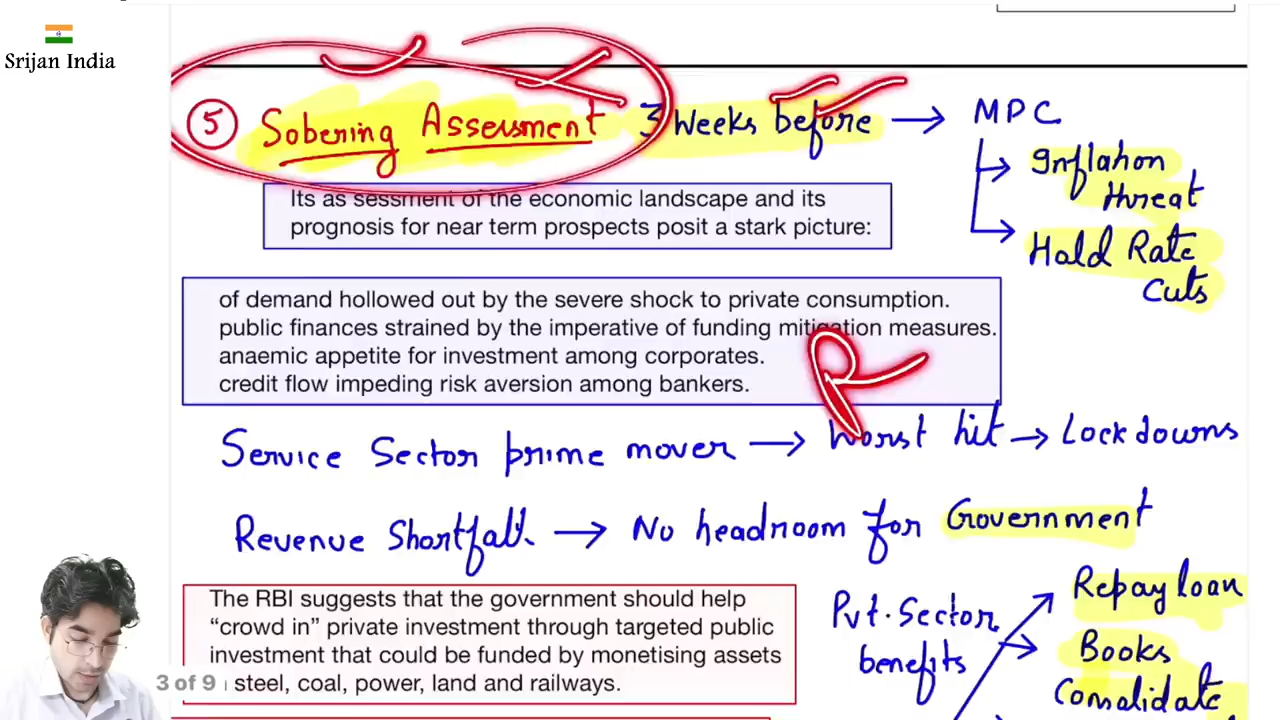 Srijan India
5 Sobering Assessment 3 Weeks before → MPC
→ Inflation
threat
→ Hold Rate
cuts
Its as sessment of the economic landscape and its
prognosis for near term prospects posit a stark picture:
of demand hollowed out by the severe shock to private consumption.
public finances strained by the imperative of funding mitigation measures.
anaemic appetite for investment among corporates.
credit flow impeding risk aversion among bankers.
Service Sector prime mover → Worst hit → Lockdowns
Revenue Shortfall → No headroom for Government
The RBI suggests that the government should help
"crowd in" private investment through targeted public
investment that could be funded by monetising assets
steel, coal, power, land and railways.
Pvt. Sector
benefits
Repay loan
Books
Consolidate
3 of 9